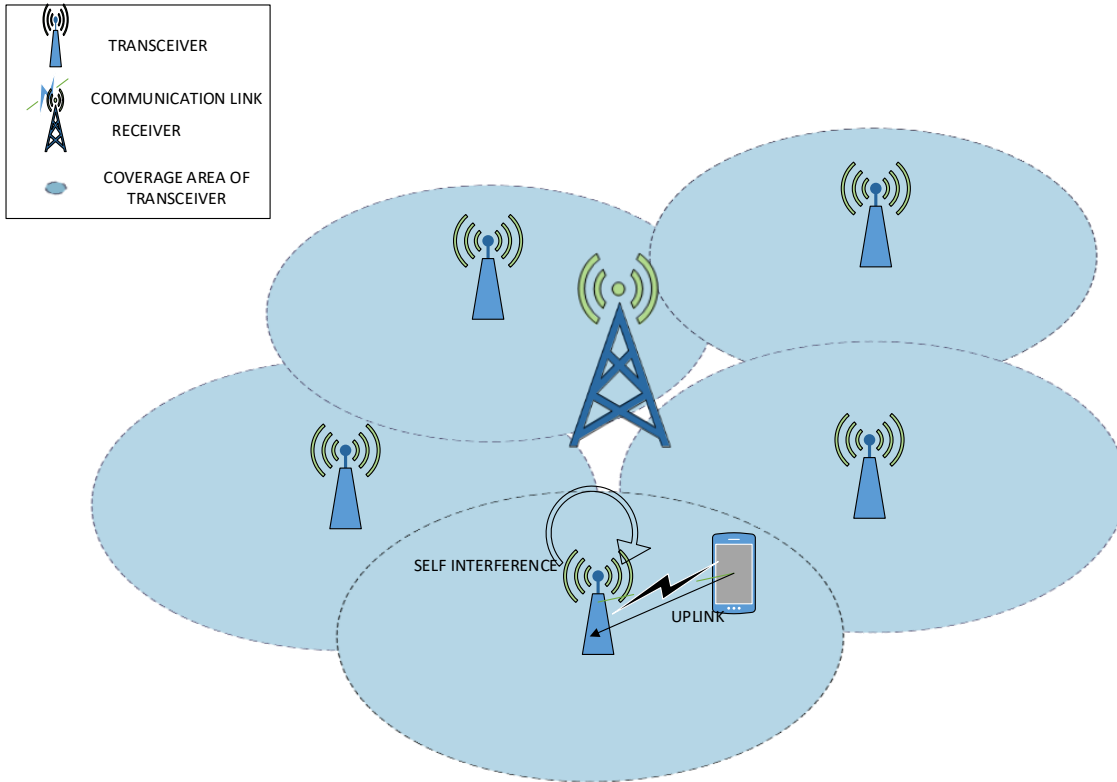 TRANSCEIVER
COMMUNICATION LINK
RECEIVER
COVERAGE AREA OF
TRANSCEIVER
SELF INTERFERENCE
UPLINK